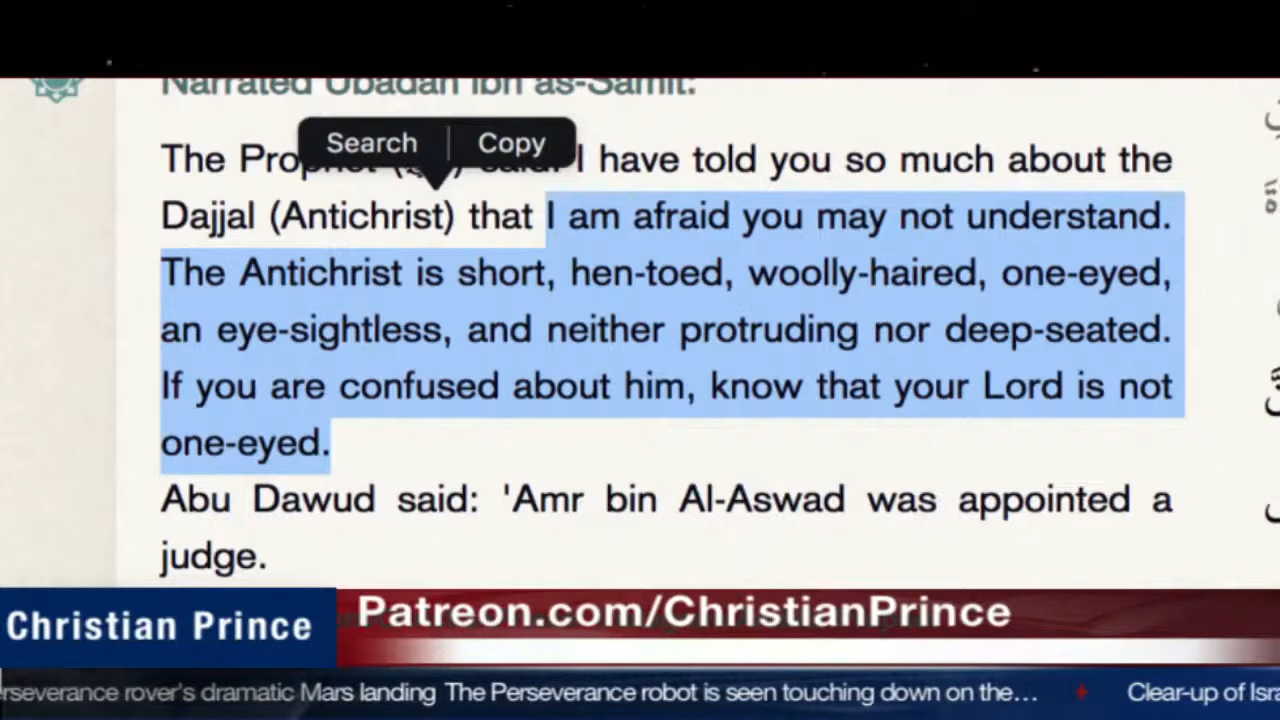 Narrated Ubadah ibn as-Samit:
Search Copy
The Prophet said: I have told you so much about the
Dajjal (Antichrist) that I am afraid you may not understand.
The Antichrist is short, hen-toed, woolly-haired, one-eyed,
an eye-sightless, and neither protruding nor deep-seated.
If you are confused about him, know that your Lord is not
one-eyed.
Abu Dawud said: 'Amr bin Al-Aswad was appointed a
judge.
Christian Prince
Patreon.com/ChristianPrince
rseverance rover's dramatic Mars landing The Perseverance robot is seen touching down on the… Clear-up of Isra